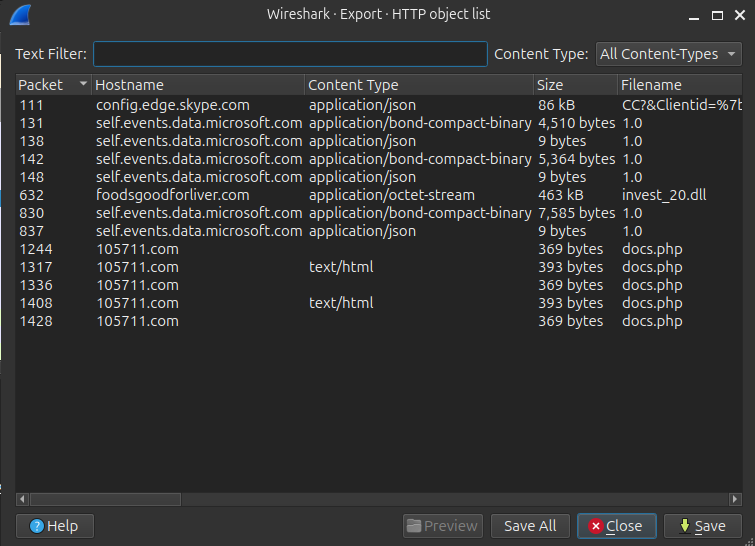 Wireshark · Export · HTTP object list
Text Filter: Content Type: All Content-Types
Packet Hostname Content Type Size Filename
111 config.edge.skype.com application/json 86 kB CC?&Clientid=%7b
131 self.events.data.microsoft.com application/bond-compact-binary 4,510 bytes 1.0
138 self.events.data.microsoft.com application/json 9 bytes 1.0
142 self.events.data.microsoft.com application/bond-compact-binary 5,364 bytes 1.0
148 self.events.data.microsoft.com application/json 9 bytes 1.0
632 foodsgoodforliver.com application/octet-stream 463 kB invest_20.dll
830 self.events.data.microsoft.com application/bond-compact-binary 7,585 bytes 1.0
837 self.events.data.microsoft.com application/json 9 bytes 1.0
1244 105711.com 369 bytes docs.php
1317 105711.com text/html 393 bytes docs.php
1336 105711.com 369 bytes docs.php
1408 105711.com text/html 393 bytes docs.php
1428 105711.com 369 bytes docs.php
Help Preview Save All Close Save